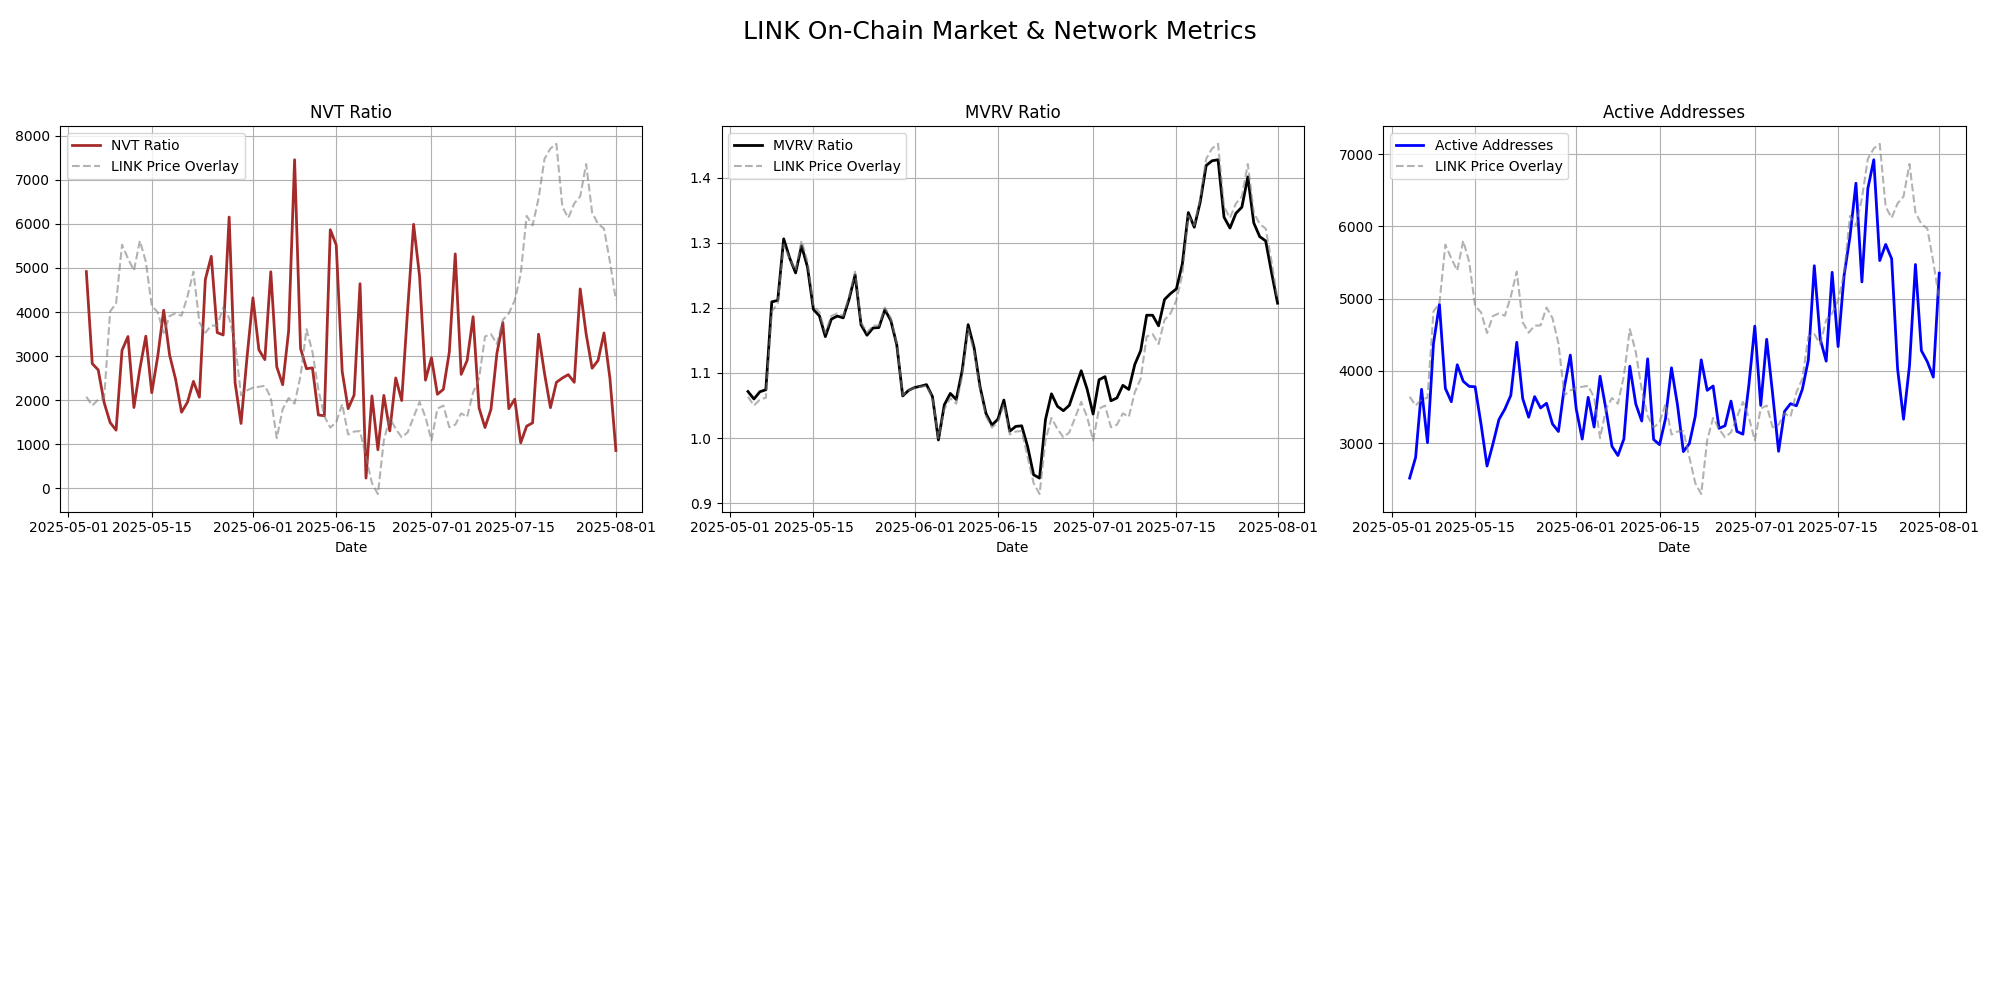 LINK On-Chain Market & Network Metrics
NVT Ratio
NVT Ratio
LINK Price Overlay
8000
7000
6000
5000
4000
3000
2000
1000
0
2025-05-01 2025-05-15 2025-06-01 2025-06-15 2025-07-01 2025-07-15 2025-08-01
Date
MVRV Ratio
MVRV Ratio
LINK Price Overlay
1.4
1.3
1.2
1.1
1.0
0.9
2025-05-01 2025-05-15 2025-06-01 2025-06-15 2025-07-01 2025-07-15 2025-08-01
Date
Active Addresses
Active Addresses
LINK Price Overlay
7000
6000
5000
4000
3000
2025-05-01 2025-05-15 2025-06-01 2025-06-15 2025-07-01 2025-07-15 2025-08-01
Date